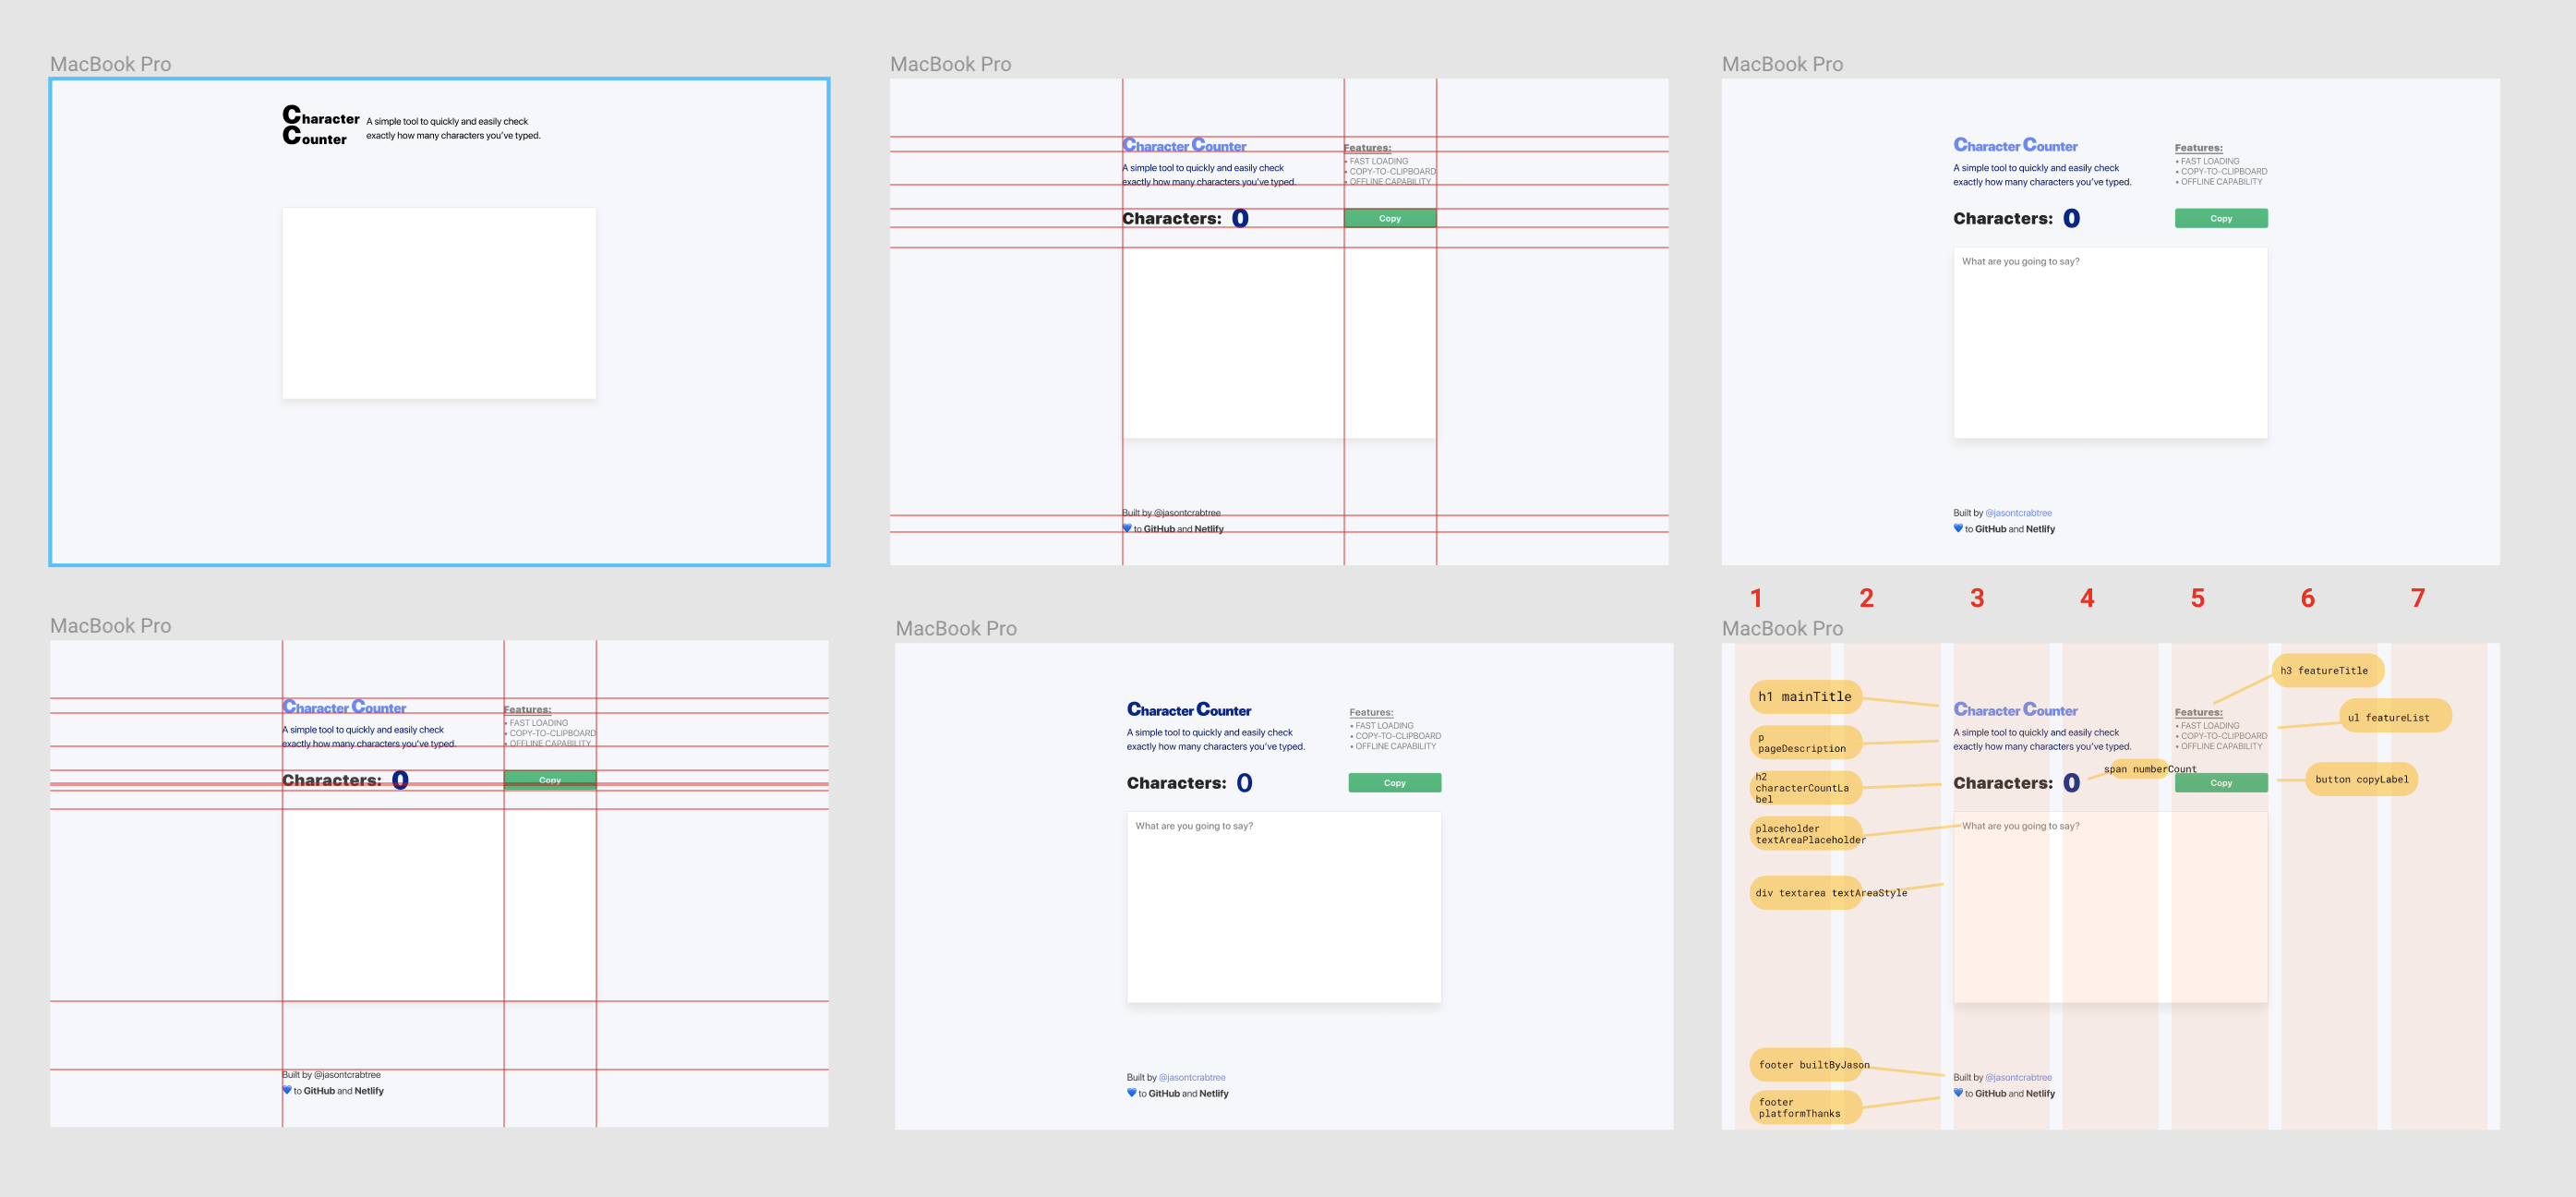 MacBook Pro
Character
Counter
A simple tool to quickly and easily check
exactly how many characters you've typed.
MacBook Pro
Character Counter
A simple tool to quickly and easily check
exactly how many characters you've typed.
Features:
• FAST LOADING
• COPY-TO-CLIPBOARD
• OFFLINE CAPABILITY
Characters: 0
Copy
Built by @jasontcrabtree
💙 to GitHub and Netlify
MacBook Pro
Character Counter
A simple tool to quickly and easily check
exactly how many characters you've typed.
Features:
• FAST LOADING
• COPY-TO-CLIPBOARD
• OFFLINE CAPABILITY
Characters: 0
Copy
What are you going to say?
Built by @jasontcrabtree
💙 to GitHub and Netlify
MacBook Pro
Character Counter
A simple tool to quickly and easily check
exactly how many characters you've typed.
Features:
• FAST LOADING
• COPY-TO-CLIPBOARD
• OFFLINE CAPABILITY
Characters: 0
Copy
Built by @jasontcrabtree
💙 to GitHub and Netlify
MacBook Pro
Character Counter
A simple tool to quickly and easily check
exactly how many characters you've typed.
Features:
• FAST LOADING
• COPY-TO-CLIPBOARD
• OFFLINE CAPABILITY
Characters: 0
Copy
What are you going to say?
Built by @jasontcrabtree
💙 to GitHub and Netlify
1 2 3 4 5 6 7
MacBook Pro
h1 mainTitle
p
pageDescription
h2
characterCountLa
bel
placeholder
textAreaPlaceholder
div textarea textAreaStyle
footer builtByJason
footer
platformThanks
Character Counter
A simple tool to quickly and easily check
exactly how many characters you've typed.
Features:
• FAST LOADING
• COPY-TO-CLIPBOARD
• OFFLINE CAPABILITY
span numberCount
Characters: 0
Copy
What are you going to say?
Built by @jasontcrabtree
💙 to GitHub and Netlify
h3 featureTitle
ul featureList
button copyLabel